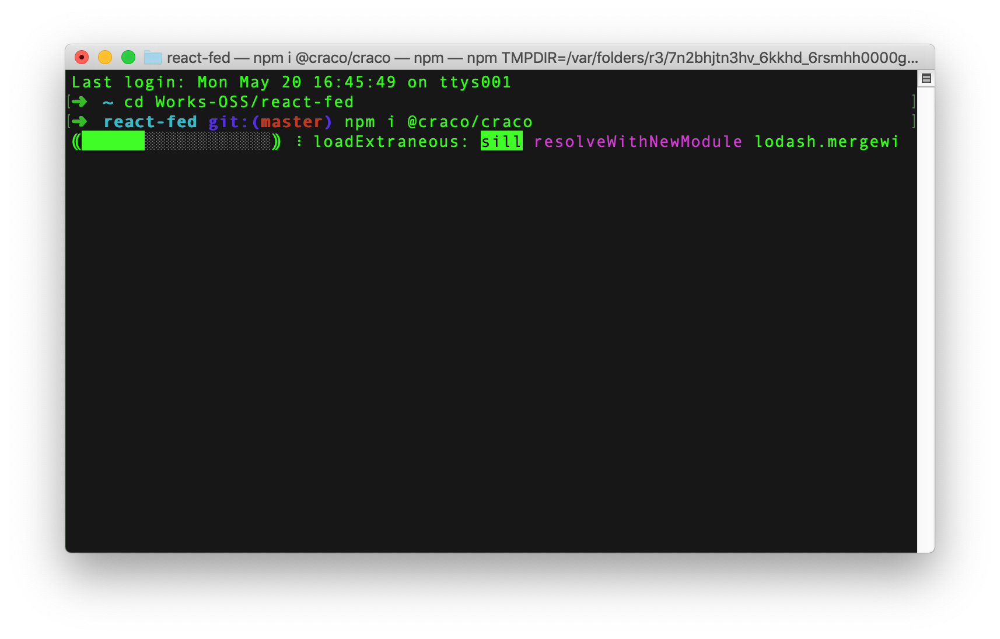 react-fed — npm i @craco/craco — npm — npm TMPDIR=/var/folders/r3/7n2bhjtn3hv_6kkhd_6rsmhh0000g...
Last login: Mon May 20 16:45:49 on ttys001
[➜  ~ cd Works-OSS/react-fed ]
[➜  react-fed git:(master) npm i @craco/craco ]
(██████░░░░░░░░░░░░) ⠸ loadExtraneous: sill resolveWithNewModule lodash.mergewi